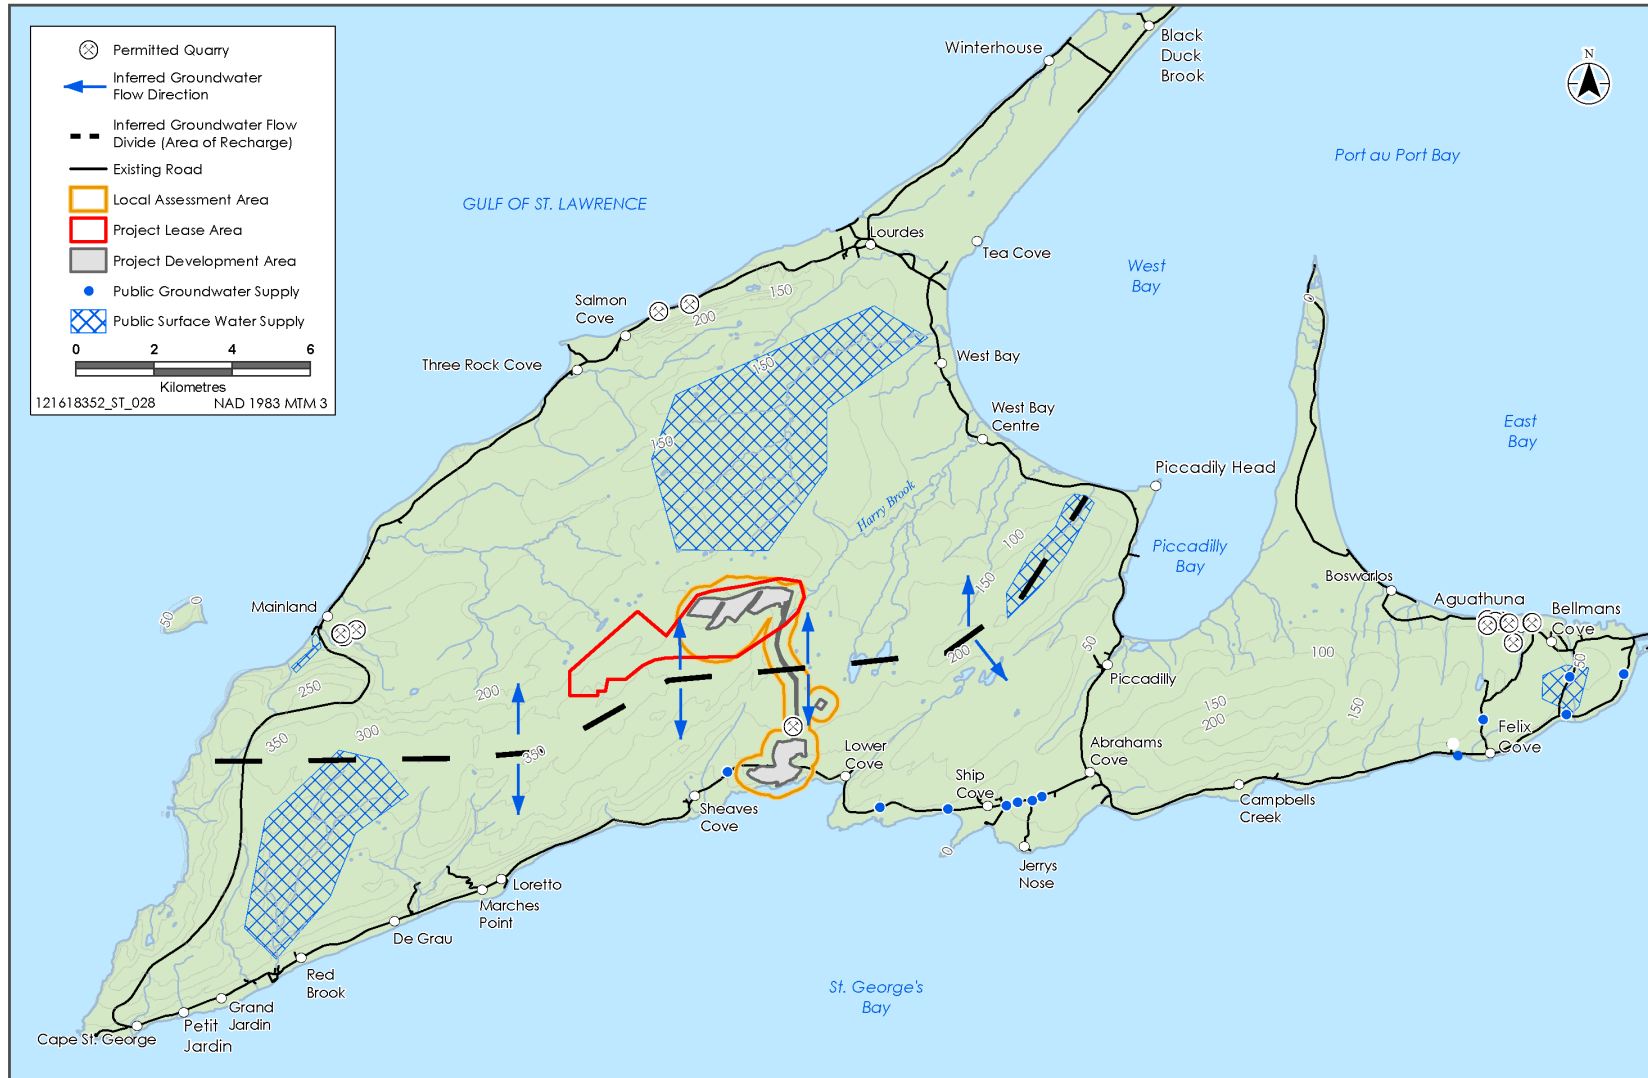 Permitted Quarry
Inferred Groundwater
Flow Direction
Inferred Groundwater Flow
Divide (Area of Recharge)
Existing Road
Local Assessment Area
Project Lease Area
Project Development Area
Public Groundwater Supply
Public Surface Water Supply
0 2 4 6
Kilometres
121618352_ST_028 NAD 1983 MTM 3
N
Winterhouse
Black
Duck
Brook
Port au Port Bay
GULF OF ST. LAWRENCE
Lourdes
Tea Cove
West
Bay
Salmon
Cove
150
200
0
Three Rock Cove
150
West Bay
West Bay
Centre
East
Bay
150
Piccadily Head
Harry Brook
100
Piccadilly
Bay
150
Boswarlos
Mainland
50
0
Aguathuna
Bellmans
Cove
50
200
100
50
Piccadilly
250
200
150
200
150
300
350
350
Lower
Cove
Abrahams
Cove
Felix
Cove
Ship
Cove
Sheaves
Cove
Campbells
Creek
0
Jerrys
Nose
Loretto
Marches
Point
De Grau
Red
Brook
St. George's
Bay
Grand
Jardin
Petit
Jardin
Cape St. George